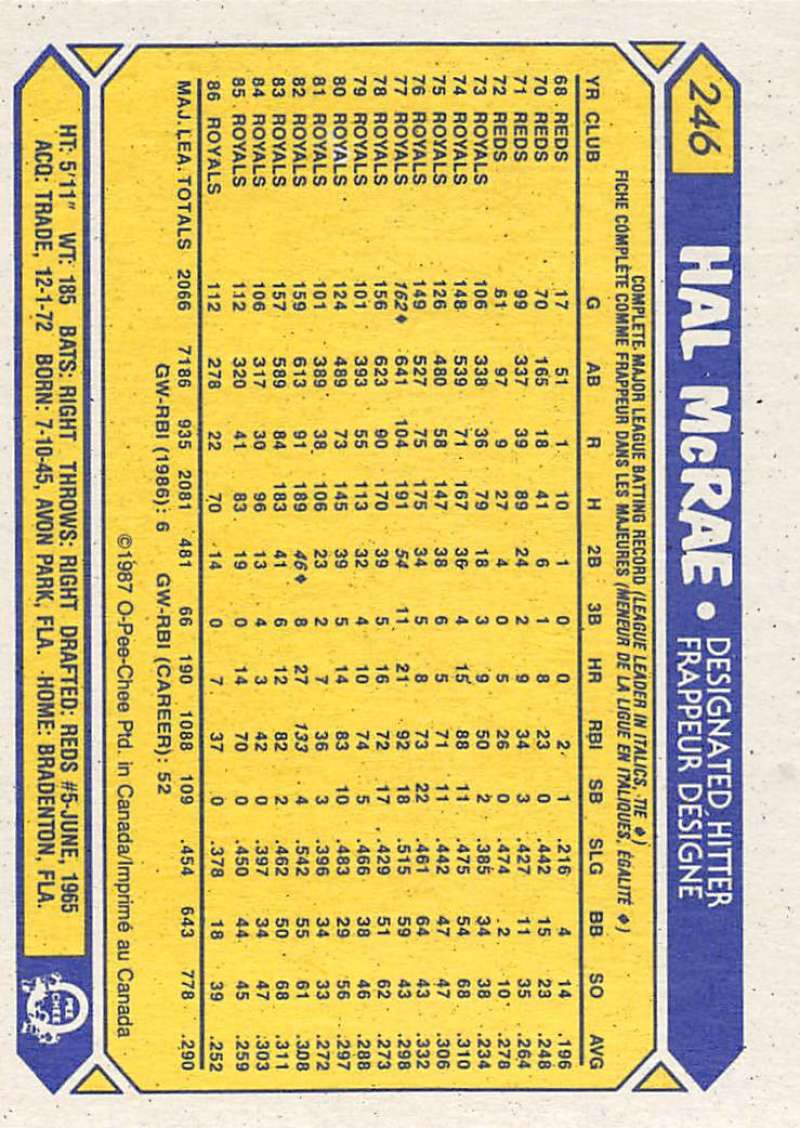 246
HAL McRAE • DESIGNATED HITTER
FRAPPEUR DÉSIGNE
COMPLETE MAJOR LEAGUE BATTING RECORD (LEAGUE LEADER IN ITALICS, TIE ♦)
FICHE COMPLÈTE COMME FRAPPEUR DANS LES MAJEURES (MENEUR DE LA LIGUE EN ITALIQUES, ÉGALITÉ ♦)
YR CLUB G AB R H 2B 3B HR RBI SB SLG BB SO AVG
68 REDS 17 51 1 10 1 0 0 2 1 .216 4 14 .196
70 REDS 70 165 18 41 6 1 8 23 0 .442 15 23 .248
71 REDS 99 337 39 89 24 2 9 34 3 .427 11 35 .264
72 REDS 61 97 9 27 4 0 5 26 0 .474 2 10 .278
73 ROYALS 106 338 36 79 18 3 9 50 2 .385 34 38 .234
74 ROYALS 148 539 71 167 36 4 15 88 11 .475 54 68 .310
75 ROYALS 126 480 58 147 38 6 5 71 11 .442 47 47 .306
76 ROYALS 149 527 75 175 34 5 8 73 22 .461 64 43 .332
77 ROYALS 162♦ 641 104 191 54 11 21 92 18 .515 59 43 .298
78 ROYALS 156 623 90 170 39 5 16 72 17 .429 51 62 .273
79 ROYALS 101 393 55 113 32 4 10 74 5 .466 38 46 .288
80 ROYALS 124 489 73 145 39 5 14 83 10 .483 29 56 .297
81 ROYALS 101 389 38 106 23 2 7 36 3 .396 34 33 .272
82 ROYALS 159 613 91 189 46♦ 8 27 133 4 .542 55 61 .308
83 ROYALS 157 589 84 183 41 6 12 82 2 .462 50 68 .311
84 ROYALS 106 317 30 96 13 4 3 42 0 .397 34 47 .303
85 ROYALS 112 320 41 83 19 0 14 70 0 .450 44 45 .259
86 ROYALS 112 278 22 70 14 0 7 37 0 .378 18 39 .252
MAJ. LEA. TOTALS 2066 7186 935 2081 481 66 190 1088 109 .454 643 778 .290
GW-RBI (1986): 6 GW-RBI (CAREER): 52
©1987 O-Pee-Chee Ptd. in Canada/Imprimé au Canada
HT: 5'11" WT: 185 BATS: RIGHT THROWS: RIGHT DRAFTED: REDS #5-JUNE, 1965
ACQ: TRADE, 12-1-72 BORN: 7-10-45, AVON PARK, FLA. HOME: BRADENTON, FLA.
O PEE CHEE